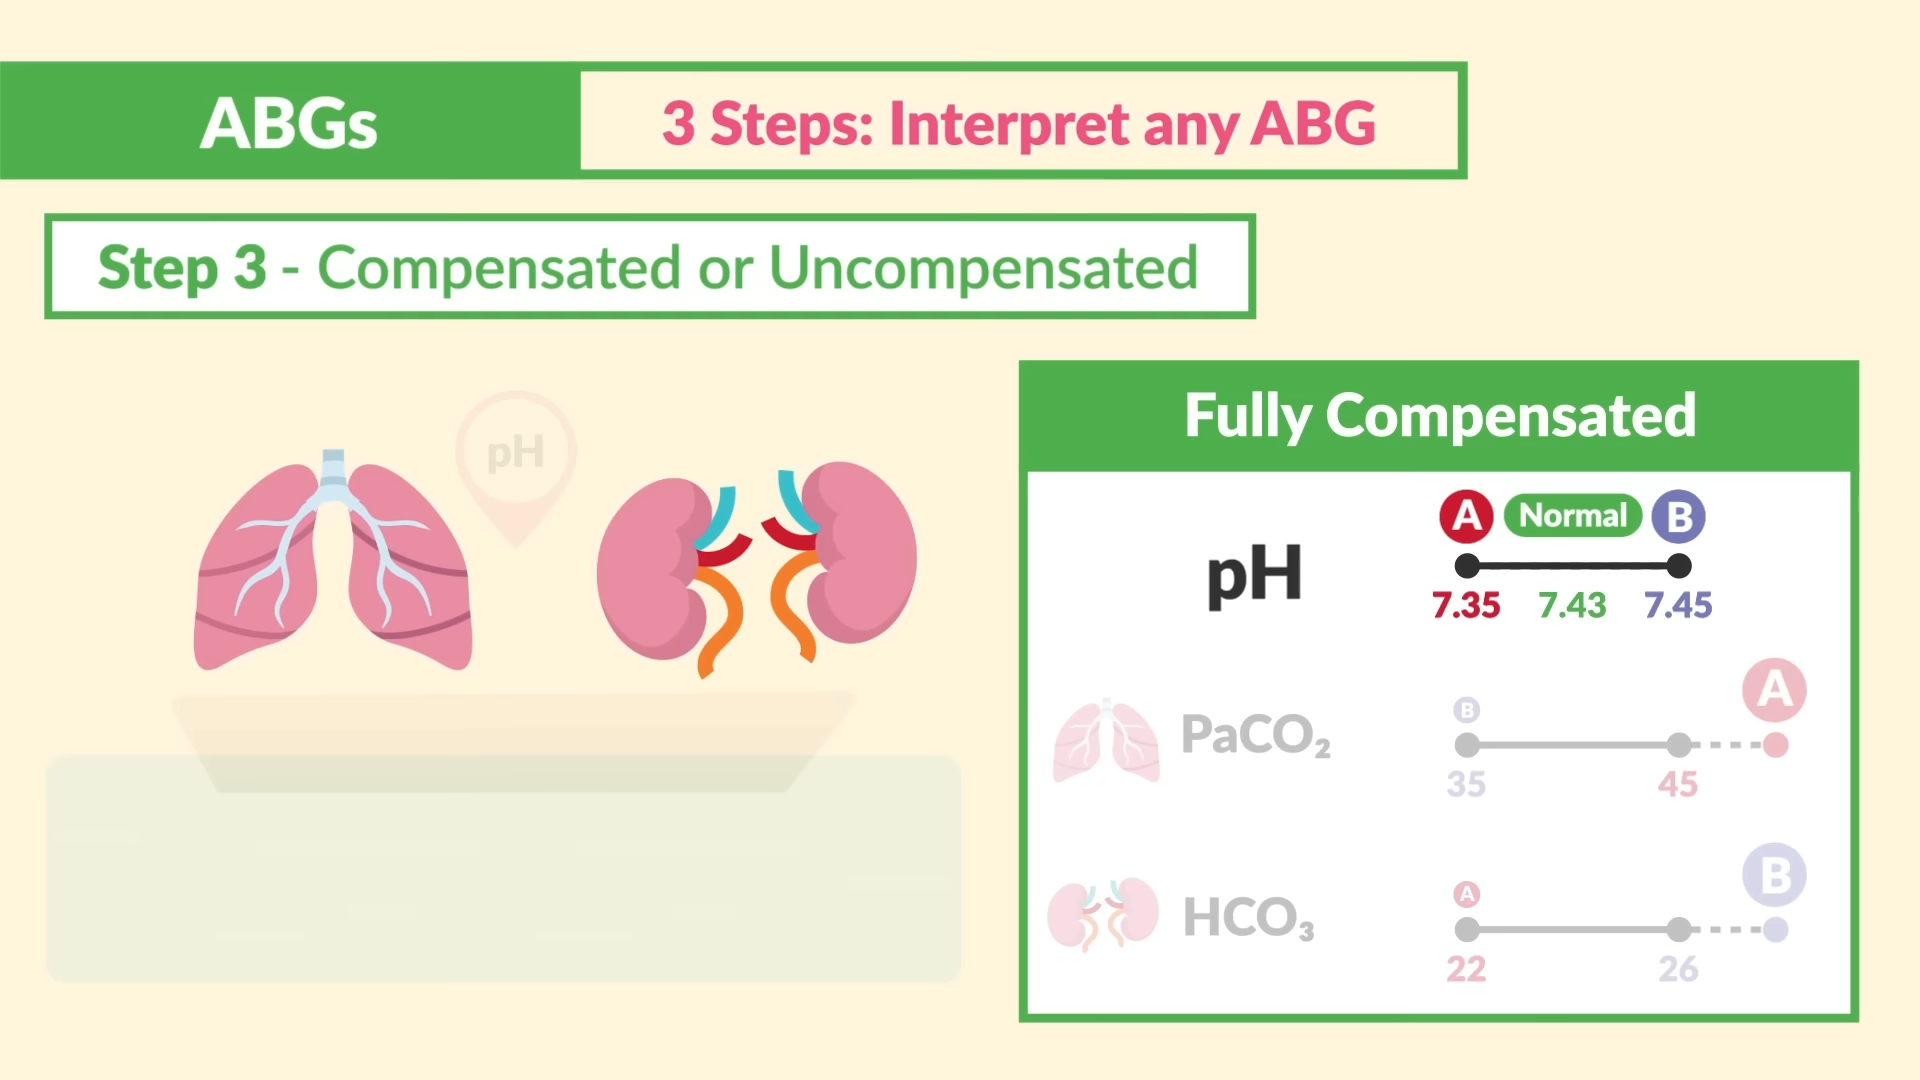 ABGs
3 Steps: Interpret any ABG
Step 3 - Compensated or Uncompensated
pH
Fully Compensated
A Normal B
pH
7.35 7.43 7.45
B A
PaCO₂
35 45
A B
HCO₃
22 26